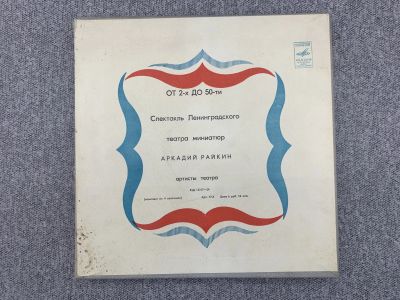 ОТ 2-х ДО 50-ти
Спектакль Ленинградского
театра миниатюр
АРКАДИЙ РАЙКИН
артисты театра